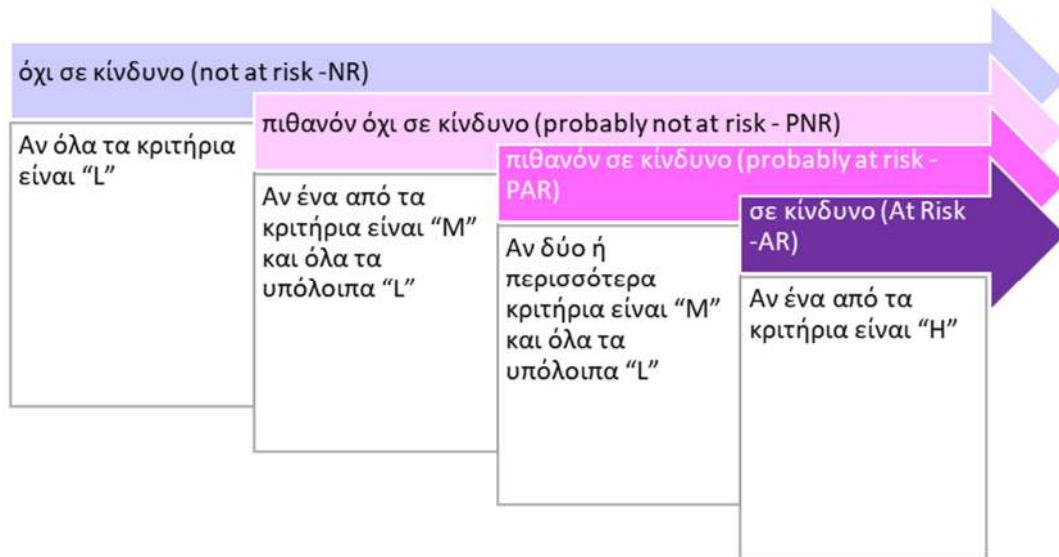 όχι σε κίνδυνο (not at risk -NR)
Αν όλα τα κριτήρια
είναι “L”
πιθανόν όχι σε κίνδυνο (probably not at risk - PNR)
Αν ένα από τα
κριτήρια είναι “M”
και όλα τα
υπόλοιπα “L”
πιθανόν σε κίνδυνο (probably at risk -
PAR)
Αν δύο ή
περισσότερα
κριτήρια είναι “M”
και όλα τα
υπόλοιπα “L”
σε κίνδυνο (At Risk
-AR)
Αν ένα από τα
κριτήρια είναι “H”